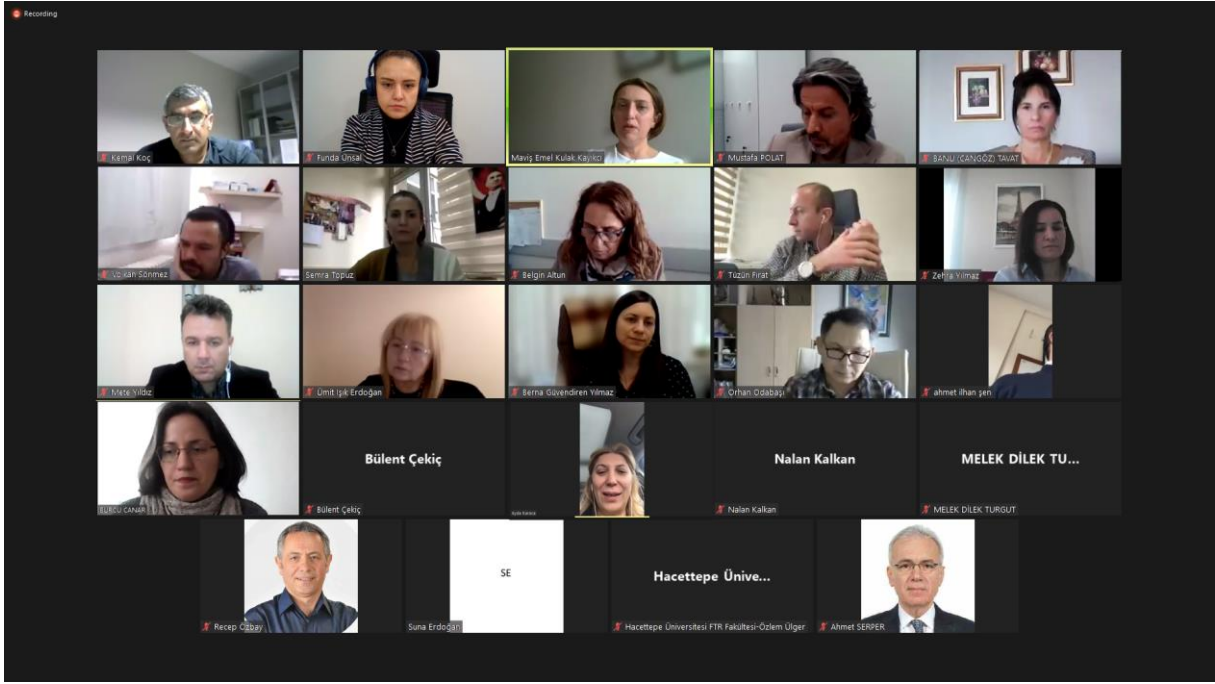 Recording
Kemal Koç
Funda Ünsal
Maviş Emel Kulak Kayıkcı
Mustafa POLAT
BANU (CANGÖZ) TAVAT
Volkan Sönmez
Semra Topuz
Belgin Altun
Tüzün Fırat
Zehra Yılmaz
Mete Yıldız
Ümit Işık Erdoğan
Berna Güvendiren Yılmaz
Orhan Odabaşı
ahmet ilhan şen
BURCU CANAR
Bülent Çekiç
Bülent Çekiç
Nalan Kalkan
Nalan Kalkan
MELEK DİLEK TU...
MELEK DİLEK TURGUT
Recep Özbay
SE
Suna Erdoğan
Hacettepe Ünive...
Hacettepe Üniversitesi FTR Fakültesi-Özlem Ülger
Ahmet SERPER